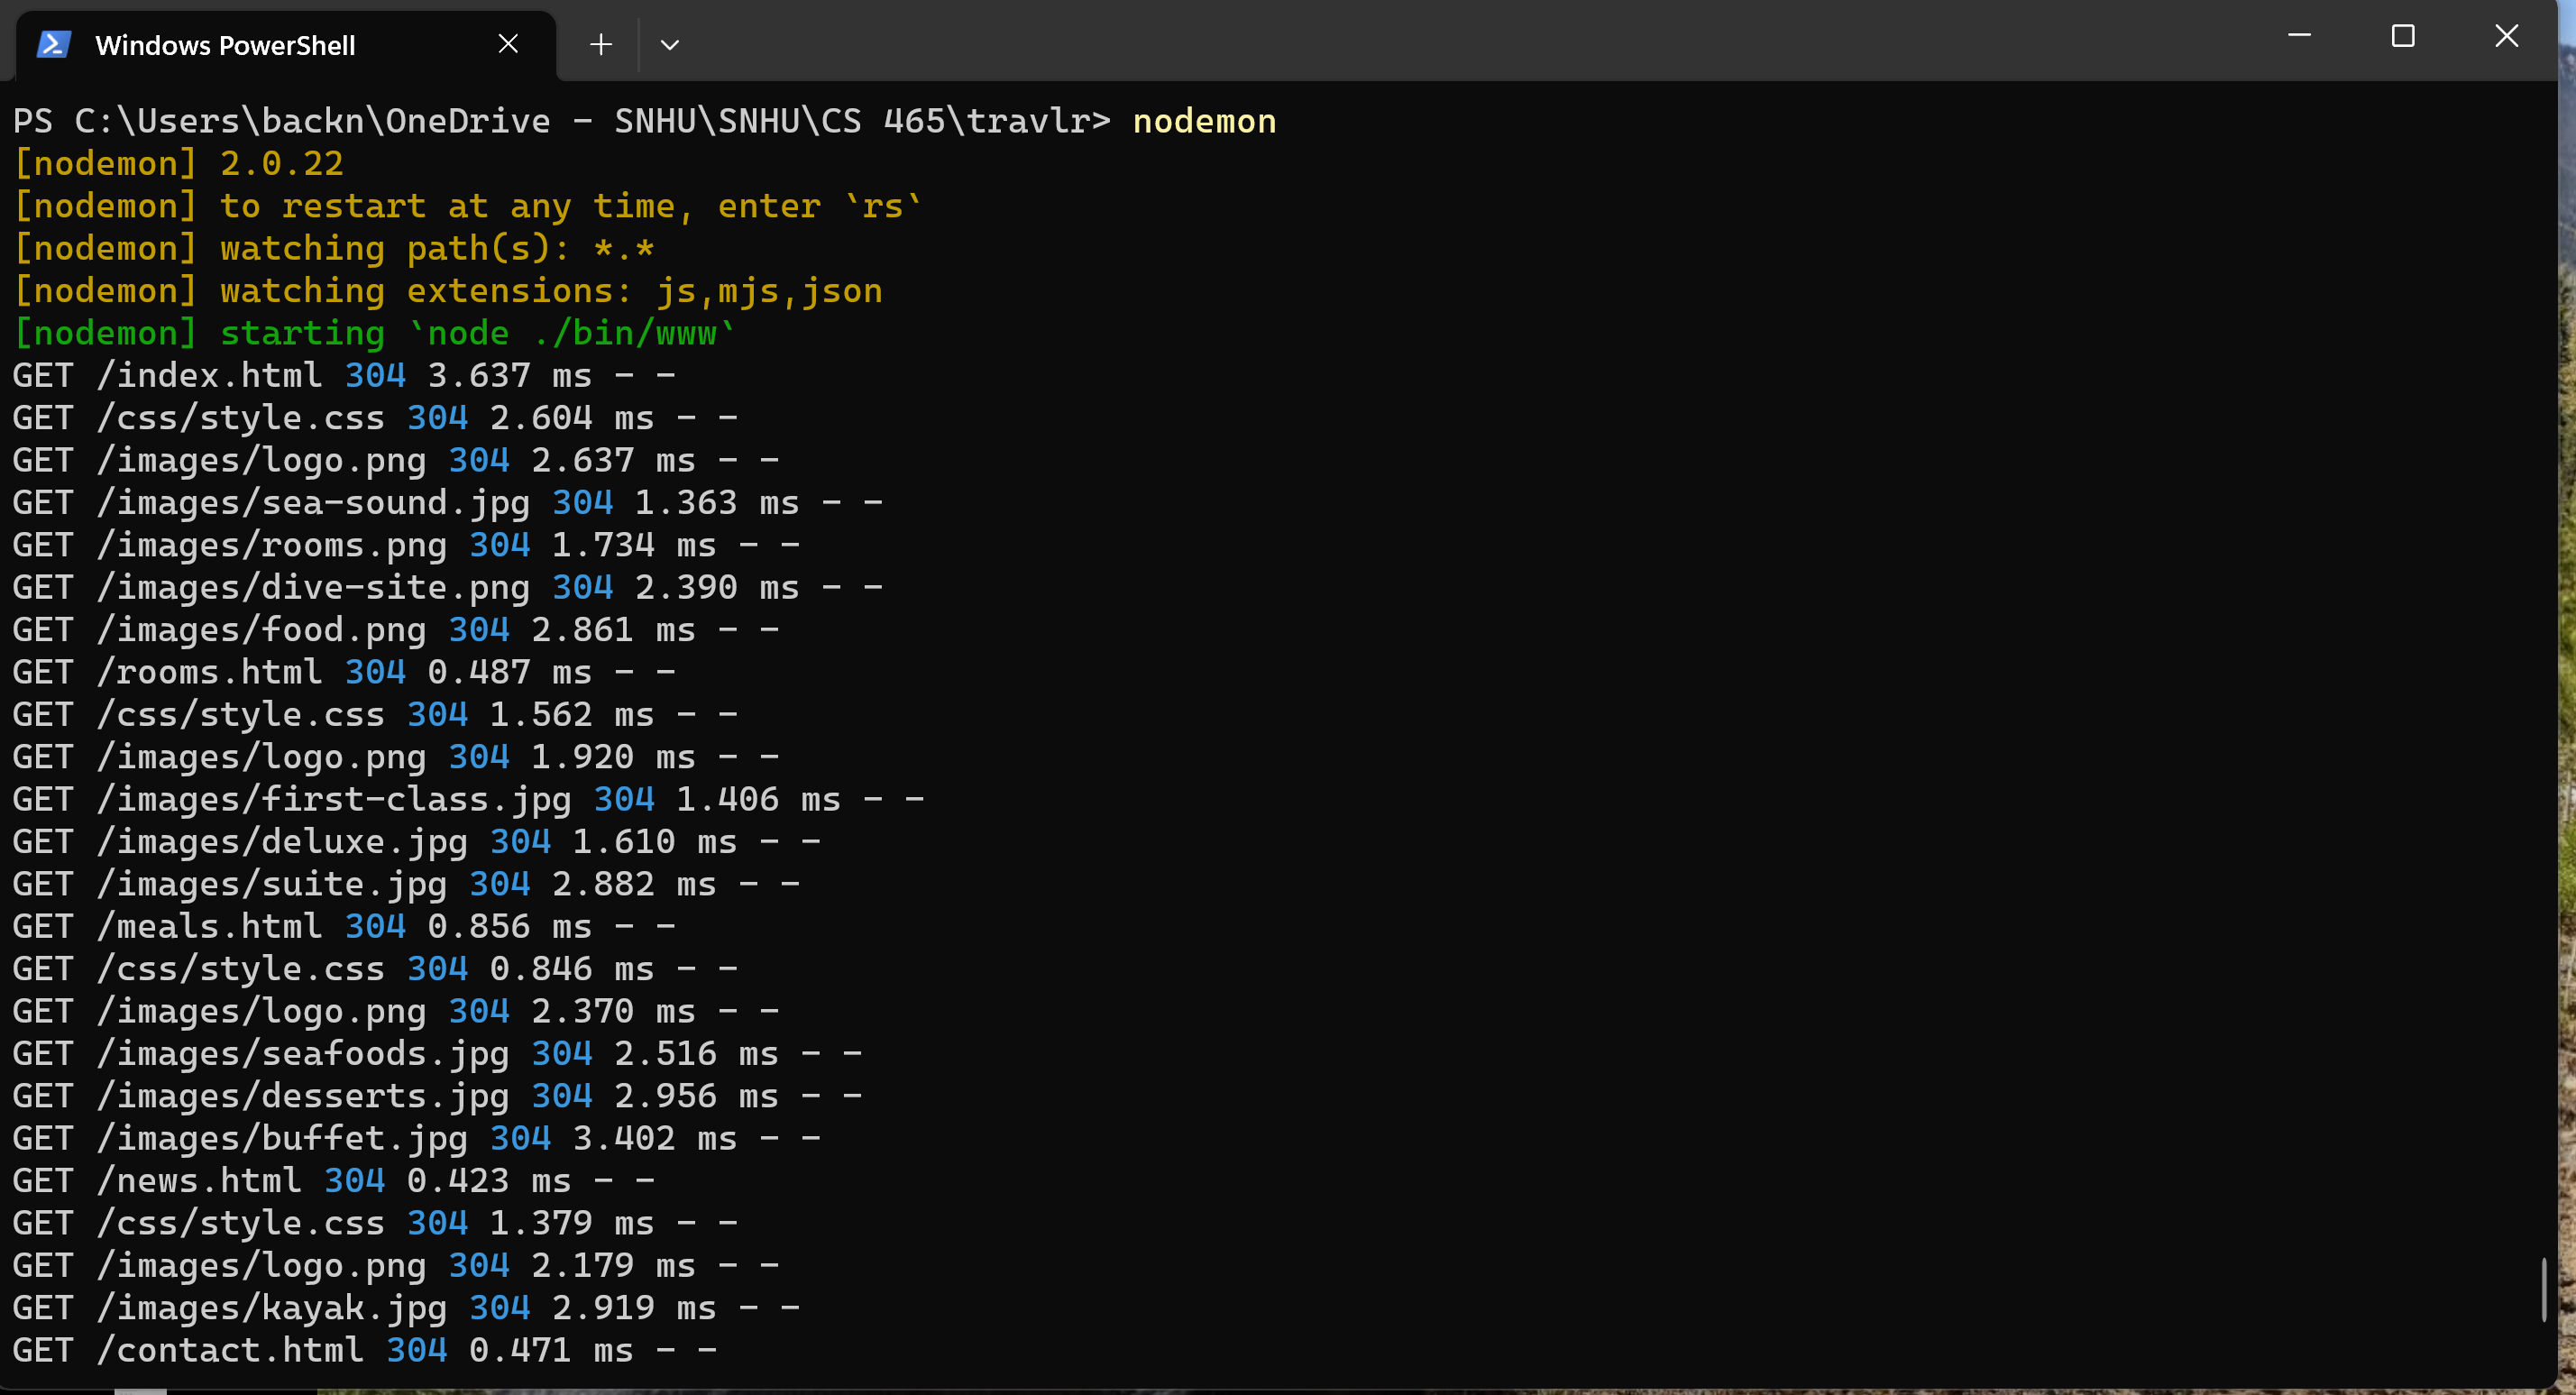 Windows PowerShell
PS C:\Users\backn\OneDrive - SNHU\SNHU\CS 465\travlr> nodemon
[nodemon] 2.0.22
[nodemon] to restart at any time, enter `rs`
[nodemon] watching path(s): *.*
[nodemon] watching extensions: js,mjs,json
[nodemon] starting `node ./bin/www`
GET /index.html 304 3.637 ms - -
GET /css/style.css 304 2.604 ms - -
GET /images/logo.png 304 2.637 ms - -
GET /images/sea-sound.jpg 304 1.363 ms - -
GET /images/rooms.png 304 1.734 ms - -
GET /images/dive-site.png 304 2.390 ms - -
GET /images/food.png 304 2.861 ms - -
GET /rooms.html 304 0.487 ms - -
GET /css/style.css 304 1.562 ms - -
GET /images/logo.png 304 1.920 ms - -
GET /images/first-class.jpg 304 1.406 ms - -
GET /images/deluxe.jpg 304 1.610 ms - -
GET /images/suite.jpg 304 2.882 ms - -
GET /meals.html 304 0.856 ms - -
GET /css/style.css 304 0.846 ms - -
GET /images/logo.png 304 2.370 ms - -
GET /images/seafoods.jpg 304 2.516 ms - -
GET /images/desserts.jpg 304 2.956 ms - -
GET /images/buffet.jpg 304 3.402 ms - -
GET /news.html 304 0.423 ms - -
GET /css/style.css 304 1.379 ms - -
GET /images/logo.png 304 2.179 ms - -
GET /images/kayak.jpg 304 2.919 ms - -
GET /contact.html 304 0.471 ms - -